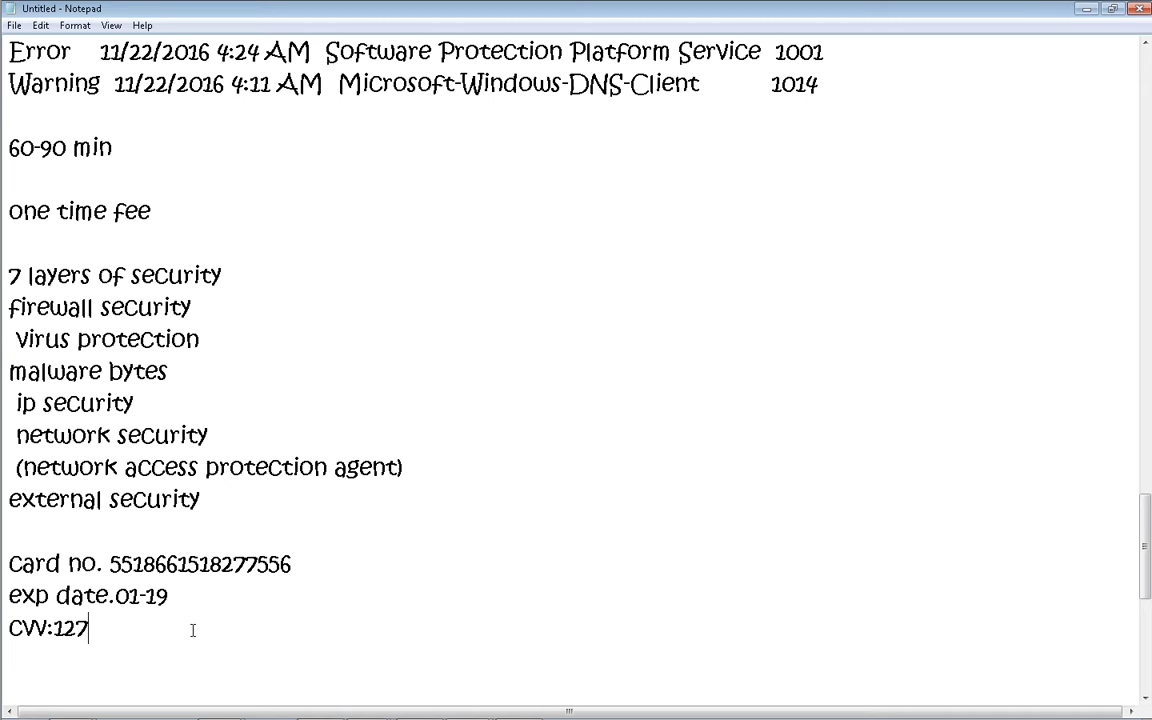 Untitled - Notepad
File Edit Format View Help
Error 11/22/2016 4:24 AM Software Protection Platform Service 1001
Warning 11/22/2016 4:11 AM Microsoft-Windows-DNS-Client 1014
60-90 min
one time fee
7 layers of security
firewall security
virus protection
malware bytes
ip security
network security
(network access protection agent)
external security
Card no. 5518661518277556
exp date.01-19
CVV:127